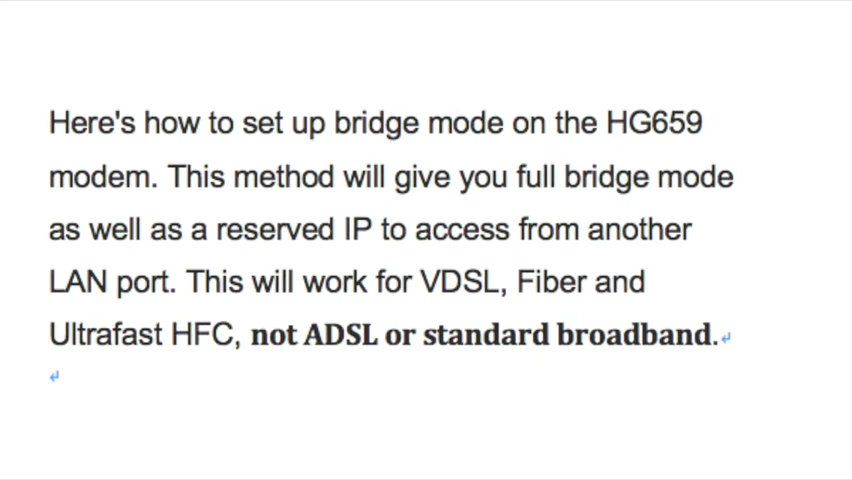 Here's how to set up bridge mode on the HG659
modem. This method will give you full bridge mode
as well as a reserved IP to access from another
LAN port. This will work for VDSL, Fiber and
Ultrafast HFC, not ADSL or standard broadband.